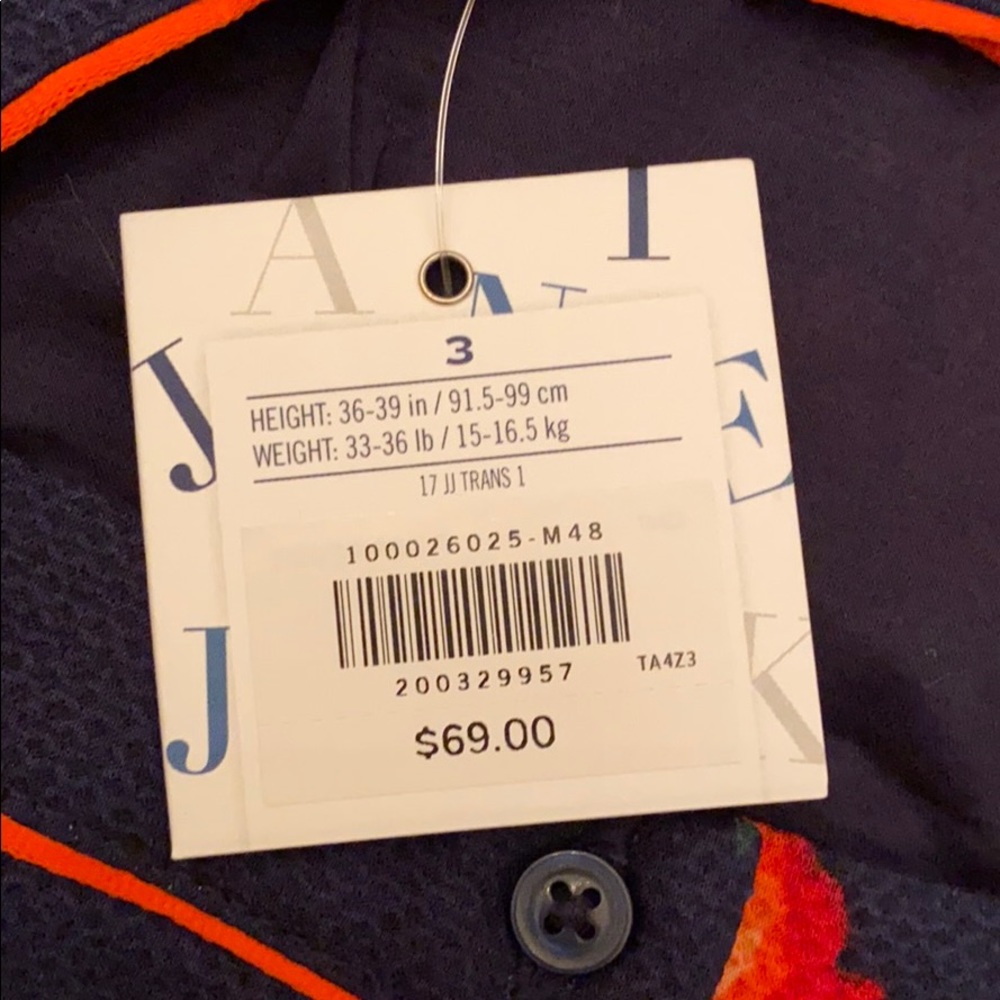 A I
N
J E
3
HEIGHT: 36-39 in / 91.5-99 cm
WEIGHT: 33-36 lb / 15-16.5 kg
17 JJ TRANS 1
100026025-M48
200329957 TA4Z3
$69.00
J K